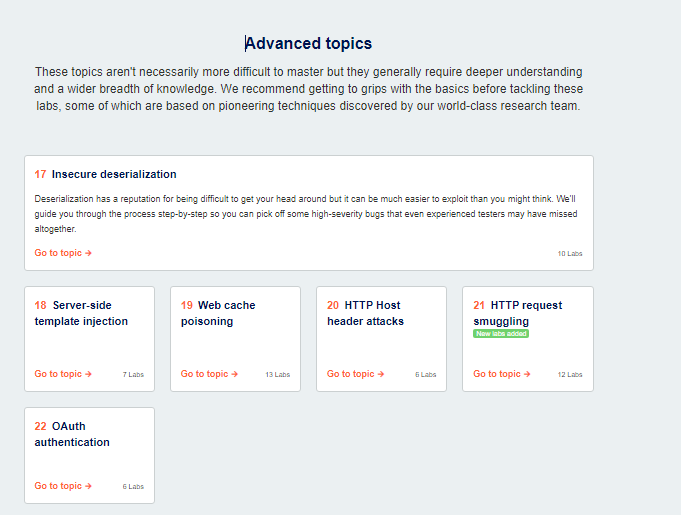 Advanced topics
These topics aren't necessarily more difficult to master but they generally require deeper understanding
and a wider breadth of knowledge. We recommend getting to grips with the basics before tackling these
labs, some of which are based on pioneering techniques discovered by our world-class research team.
17 Insecure deserialization
Deserialization has a reputation for being difficult to get your head around but it can be much easier to exploit than you might think. We'll
guide you through the process step-by-step so you can pick off some high-severity bugs that even experienced testers may have missed
altogether.
Go to topic →
10 Labs
18 Server-side
template injection
Go to topic →
7 Labs
19 Web cache
poisoning
Go to topic →
13 Labs
20 HTTP Host
header attacks
Go to topic →
6 Labs
21 HTTP request
smuggling
New labs added
Go to topic →
12 Labs
22 OAuth
authentication
Go to topic →
6 Labs